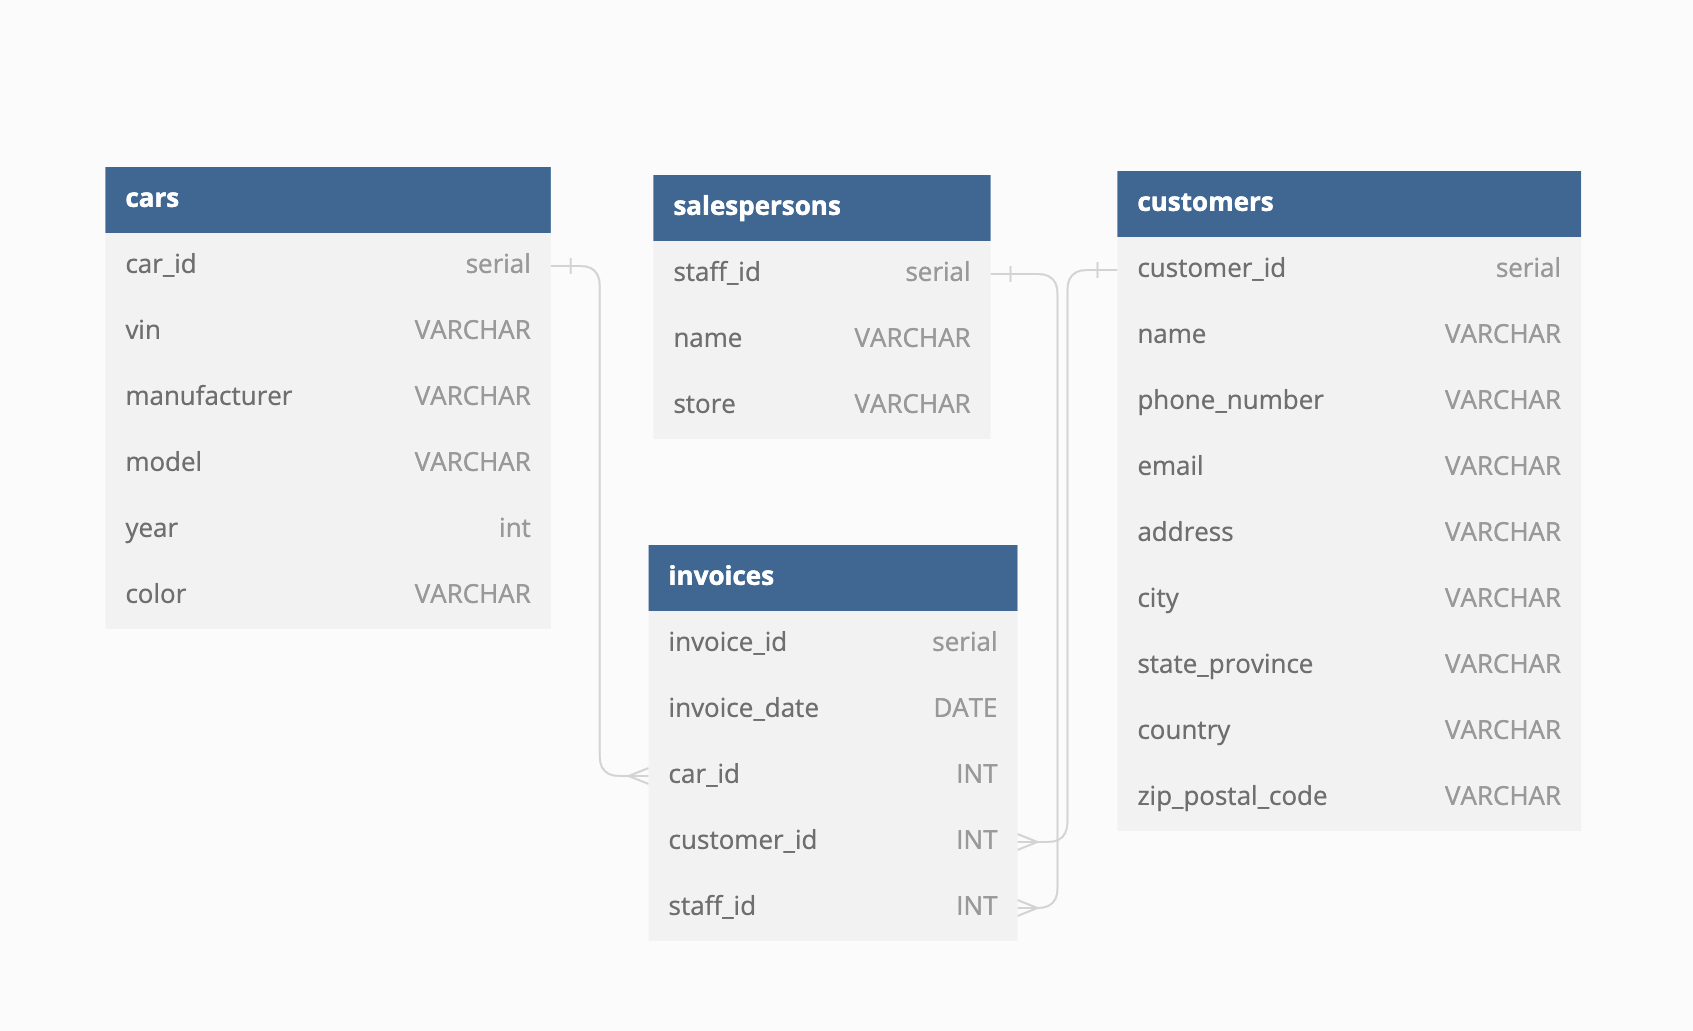 cars
car_id serial
vin VARCHAR
manufacturer VARCHAR
model VARCHAR
year int
color VARCHAR
salespersons
staff_id serial
name VARCHAR
store VARCHAR
invoices
invoice_id serial
invoice_date DATE
car_id INT
customer_id INT
staff_id INT
customers
customer_id serial
name VARCHAR
phone_number VARCHAR
email VARCHAR
address VARCHAR
city VARCHAR
state_province VARCHAR
country VARCHAR
zip_postal_code VARCHAR